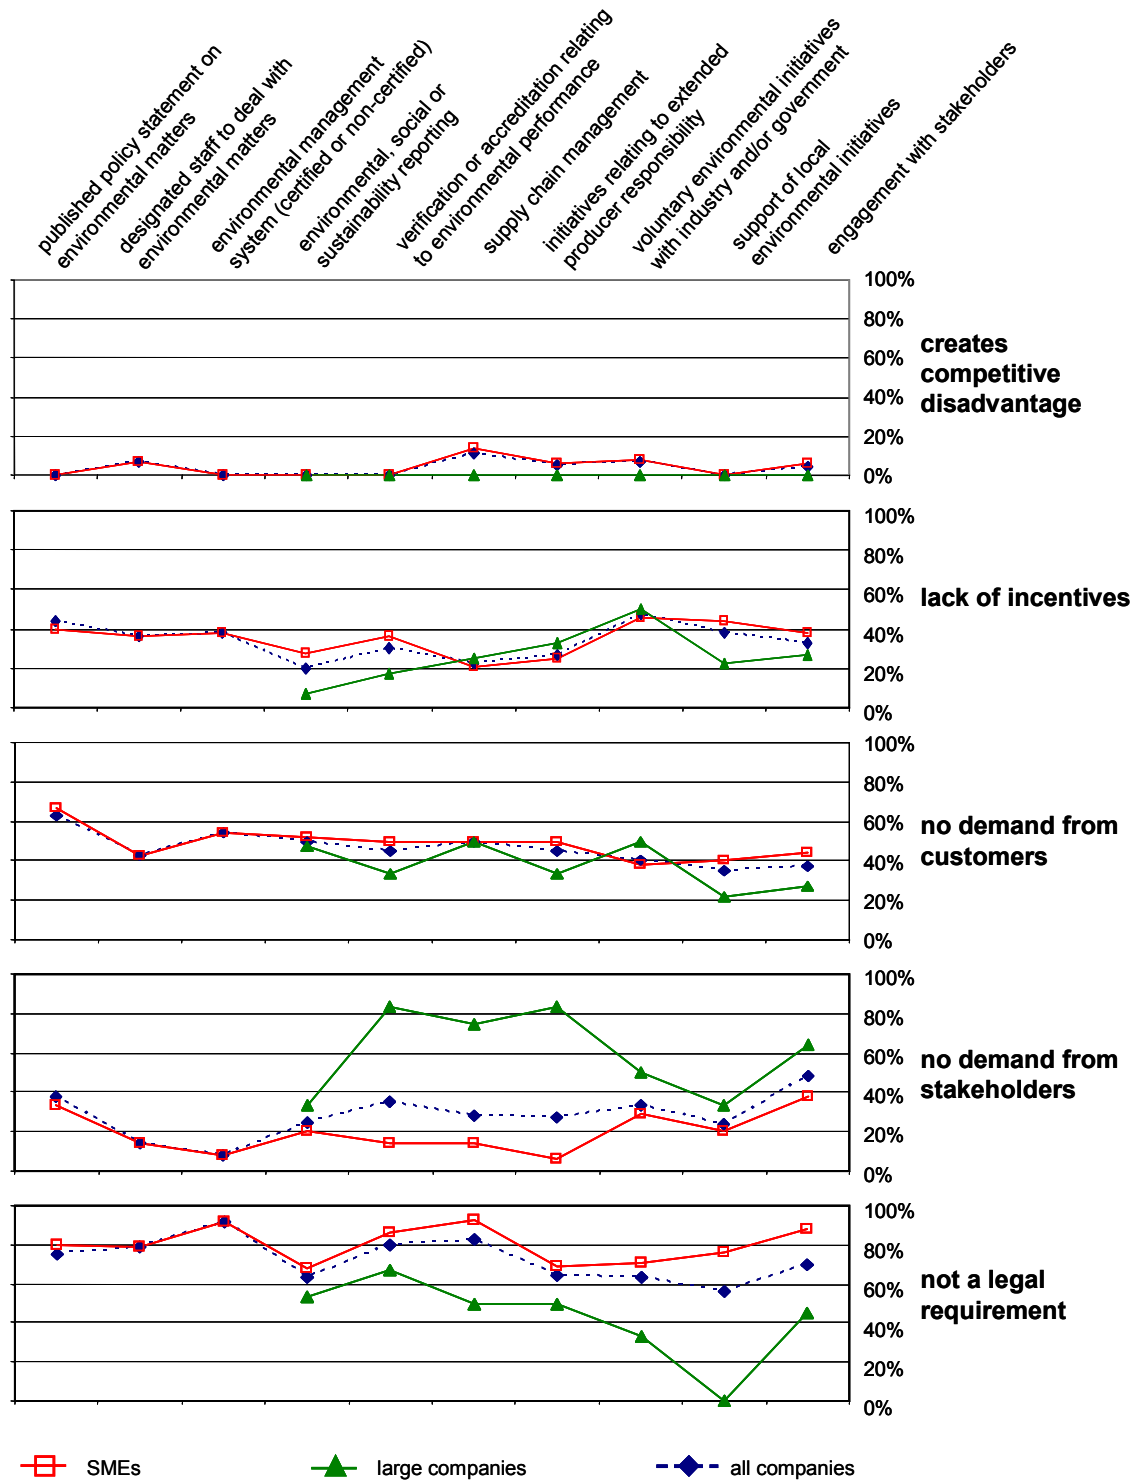 published policy statement on
environmental matters
designated staff to deal with
environmental matters
environmental management
system (certified or non-certified)
environmental, social or
sustainability reporting
verification or accreditation relating
to environmental performance
supply chain management
initiatives relating to extended
producer responsibility
voluntary environmental initiatives
with industry and/or government
support of local
environmental initiatives
engagement with stakeholders
100%
80%
60%
40%
20%
0%
creates
competitive
disadvantage
100%
80%
60%
40%
20%
0%
lack of incentives
100%
80%
60%
40%
20%
0%
no demand from
customers
100%
80%
60%
40%
20%
0%
no demand from
stakeholders
100%
80%
60%
40%
20%
0%
not a legal
requirement
SMEs
large companies
all companies